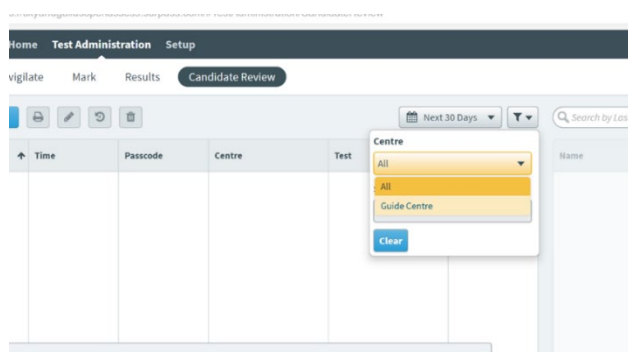 Home Test Administration Setup
vigilate Mark Results Candidate Review
Next 30 Days
Search by Las
Centre
All
All
Guide Centre
Clear
Time Passcode Centre Test Name